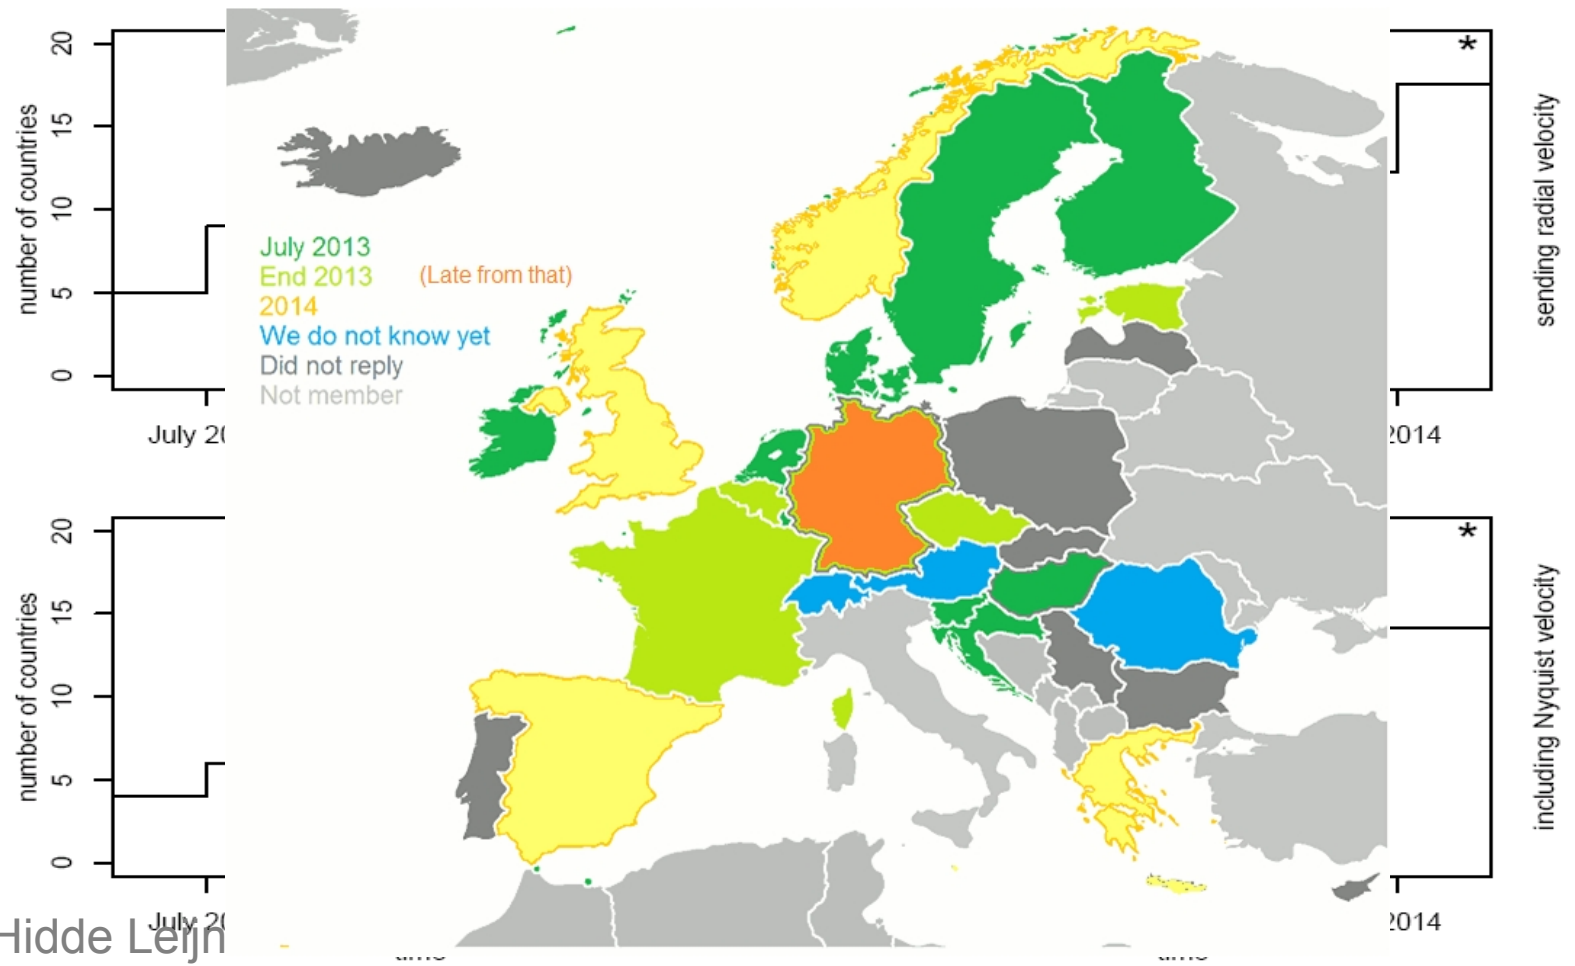 20
15
10
5
0
number of countries
July 20
July 2013
End 2013 (Late from that)
2014
We do not know yet
Did not reply
Not member
*
sending radial velocity
2014
20
15
10
5
0
number of countries
July 20
*
including Nyquist velocity
2014
Hidde Leijn